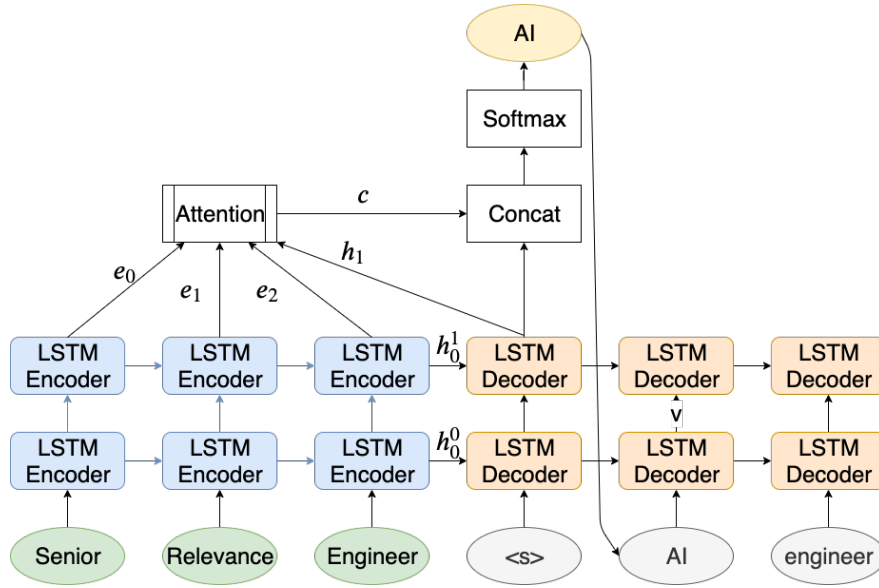 AI
Softmax
Attention
c
Concat
e₀
e₁
e₂
h₁
LSTM
Encoder
LSTM
Encoder
LSTM
Encoder
h₀¹
LSTM
Decoder
LSTM
Decoder
LSTM
Decoder
v
LSTM
Encoder
LSTM
Encoder
LSTM
Encoder
h₀⁰
LSTM
Decoder
LSTM
Decoder
LSTM
Decoder
Senior
Relevance
Engineer
<s>
AI
engineer